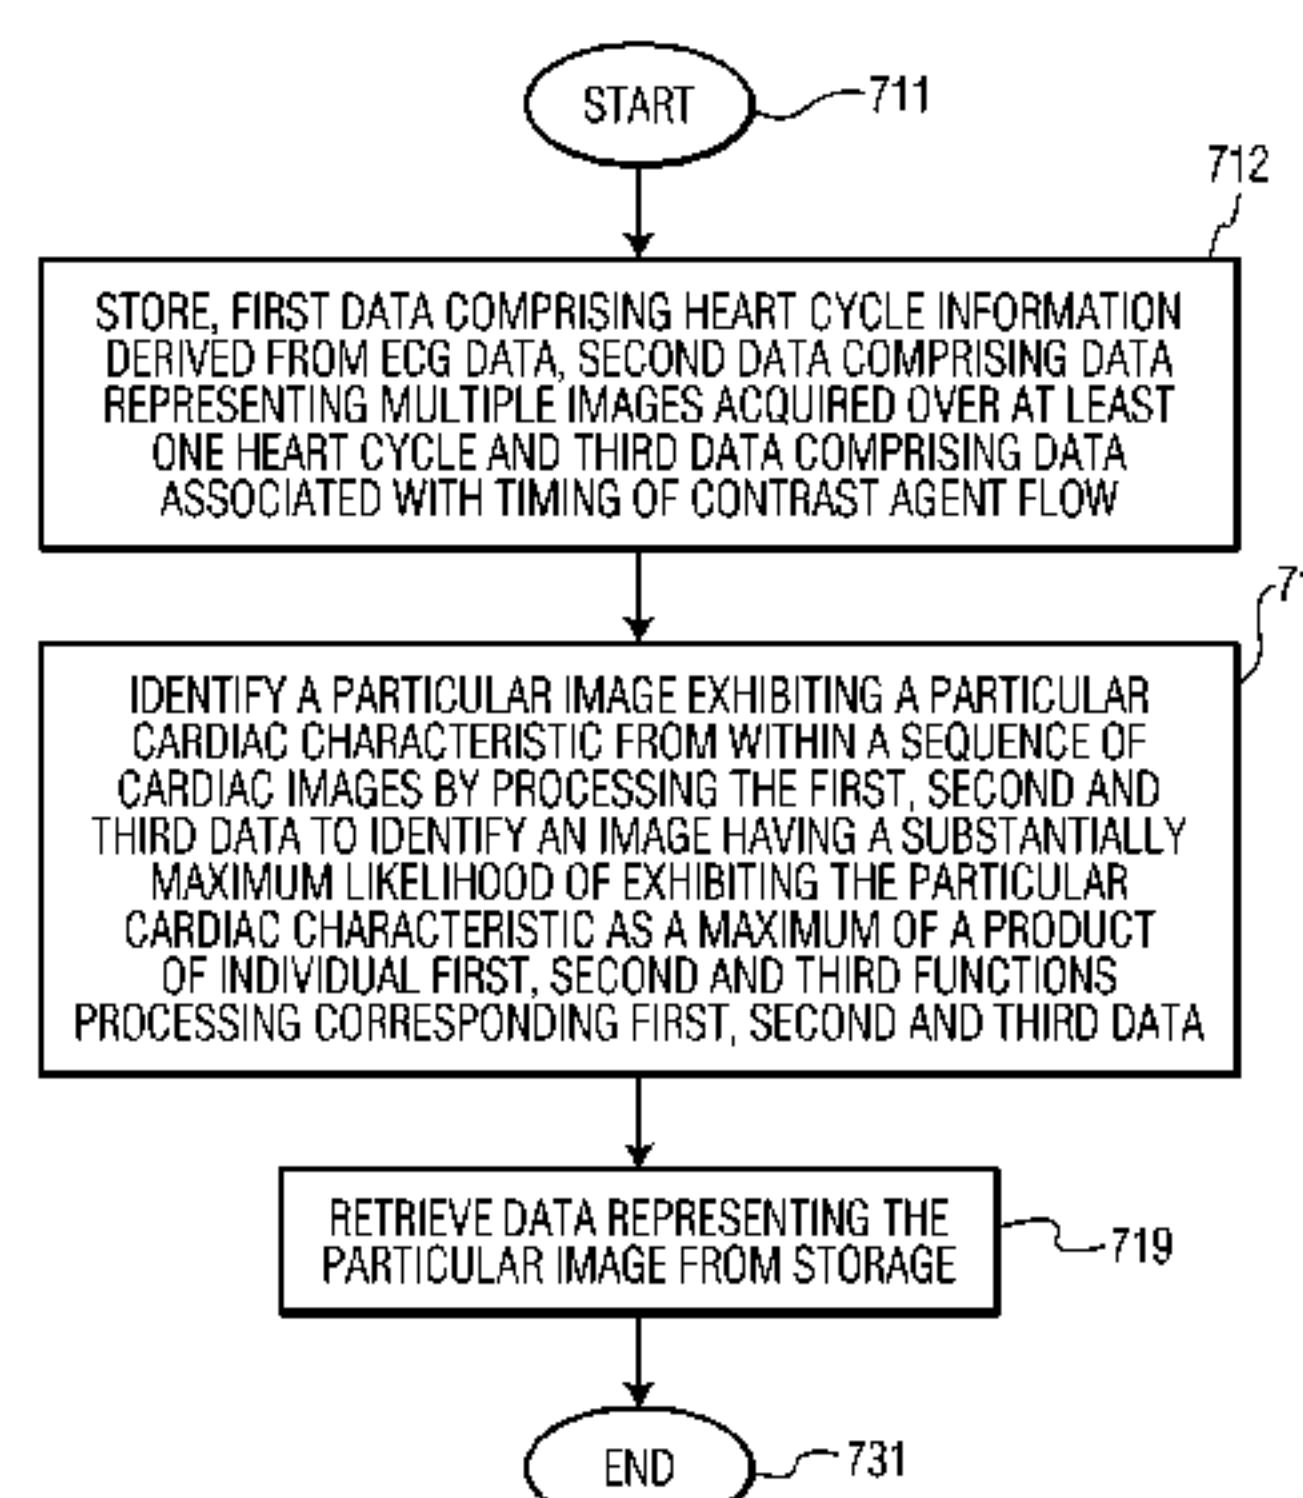 START
711
712
STORE, FIRST DATA COMPRISING HEART CYCLE INFORMATION
DERIVED FROM ECG DATA, SECOND DATA COMPRISING DATA
REPRESENTING MULTIPLE IMAGES ACQUIRED OVER AT LEAST
ONE HEART CYCLE AND THIRD DATA COMPRISING DATA
ASSOCIATED WITH TIMING OF CONTRAST AGENT FLOW
IDENTIFY A PARTICULAR IMAGE EXHIBITING A PARTICULAR
CARDIAC CHARACTERISTIC FROM WITHIN A SEQUENCE OF
CARDIAC IMAGES BY PROCESSING THE FIRST, SECOND AND
THIRD DATA TO IDENTIFY AN IMAGE HAVING A SUBSTANTIALLY
MAXIMUM LIKELIHOOD OF EXHIBITING THE PARTICULAR
CARDIAC CHARACTERISTIC AS A MAXIMUM OF A PRODUCT
OF INDIVIDUAL FIRST, SECOND AND THIRD FUNCTIONS
PROCESSING CORRESPONDING FIRST, SECOND AND THIRD DATA
RETRIEVE DATA REPRESENTING THE
PARTICULAR IMAGE FROM STORAGE
719
END
731